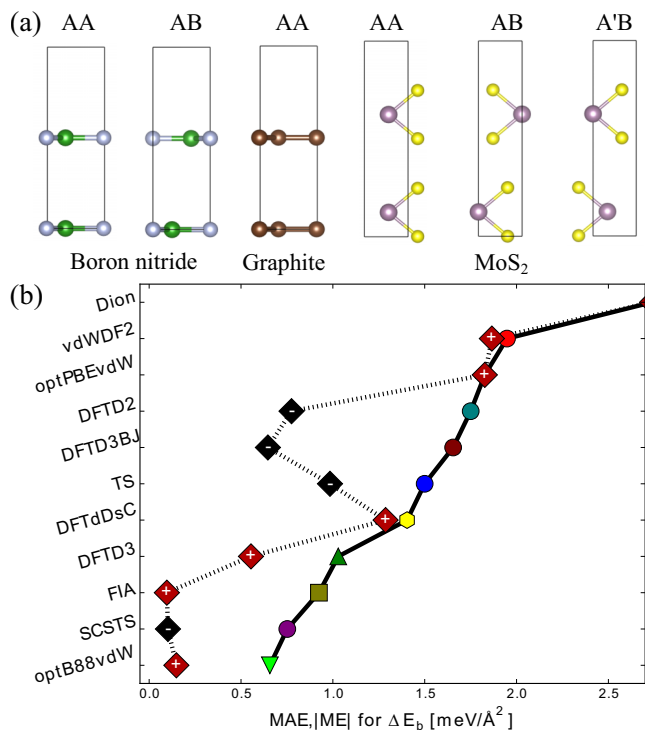 (a)
AA AB AA AA AB A'B
Boron nitride Graphite MoS₂
(b)
Dion
vdWDF2
optPBEvdW
DFTD2
DFTD3BJ
TS
DFTdDsC
DFTD3
FIA
SCSTS
optB88vdW
+
+
-
-
-
+
+
+
-
+
0.0 0.5 1.0 1.5 2.0 2.5
MAE,|ME| for ΔE_b [meV/Å²]